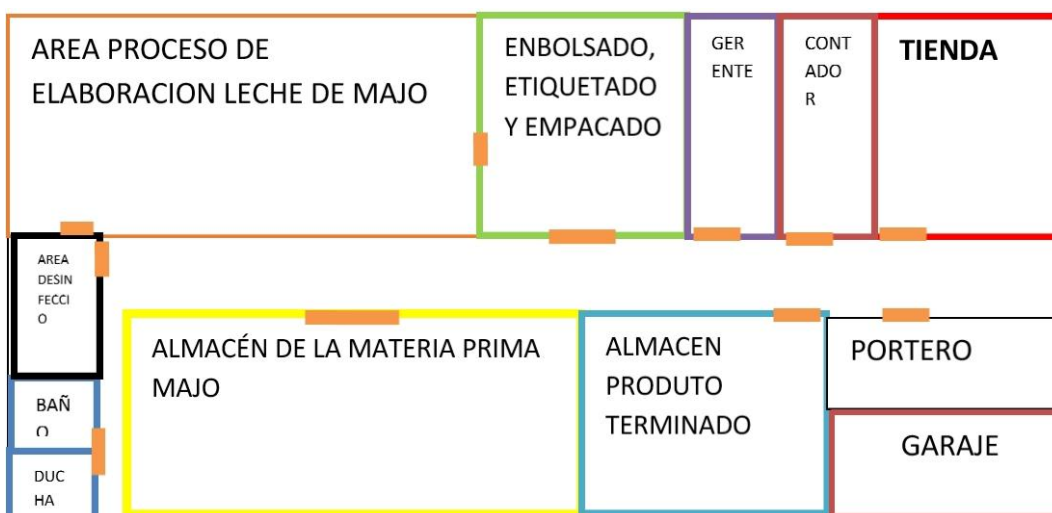 AREA PROCESO DE
ELABORACION LECHE DE MAJO
ENBOLSADO,
ETIQUETADO
Y EMPACADO
GER
ENTE
CONT
ADO
R
TIENDA
AREA
DESIN
FECCI
O
ALMACÉN DE LA MATERIA PRIMA
MAJO
ALMACEN
PRODUTO
TERMINADO
PORTERO
GARAJE
BAÑ
O
DUC
HA